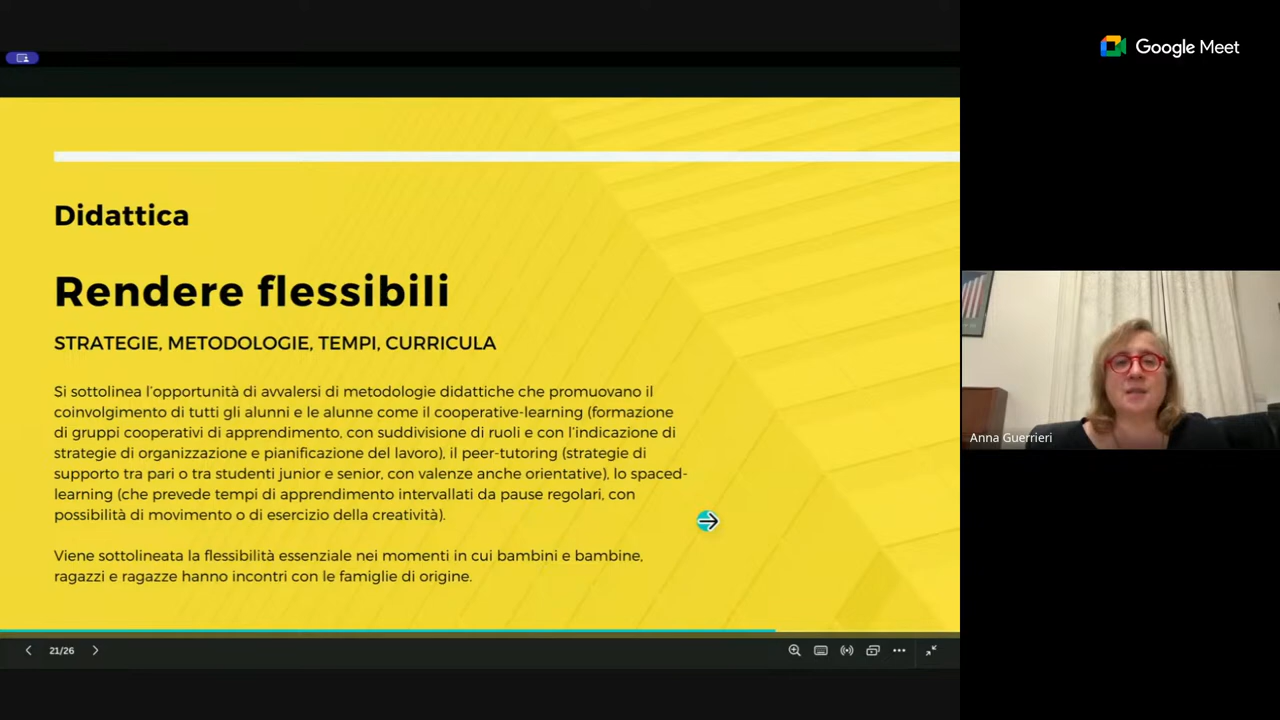 Google Meet
Didattica
Rendere flessibili
STRATEGIE, METODOLOGIE, TEMPI, CURRICULA
Si sottolinea l’opportunità di avvalersi di metodologie didattiche che promuovano il
coinvolgimento di tutti gli alunni e le alunne come il cooperative-learning (formazione
di gruppi cooperativi di apprendimento, con suddivisione di ruoli e con l’indicazione di
strategie di organizzazione e pianificazione del lavoro), il peer-tutoring (strategie di
supporto tra pari o tra studenti junior e senior, con valenze anche orientative), lo spaced-
learning (che prevede tempi di apprendimento intervallati da pause regolari, con
possibilità di movimento o di esercizio della creatività).
Viene sottolineata la flessibilità essenziale nei momenti in cui bambini e bambine,
ragazzi e ragazze hanno incontri con le famiglie di origine.
Anna Guerrieri
21/26